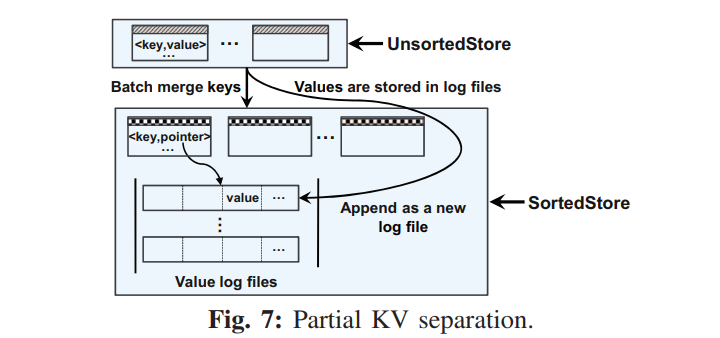 <key,value>
...
...
UnsortedStore
Batch merge keys
Values are stored in log files
<key,pointer>
...
...
value
...
Append as a new
log file
SortedStore
...
...
Value log files
Fig. 7: Partial KV separation.